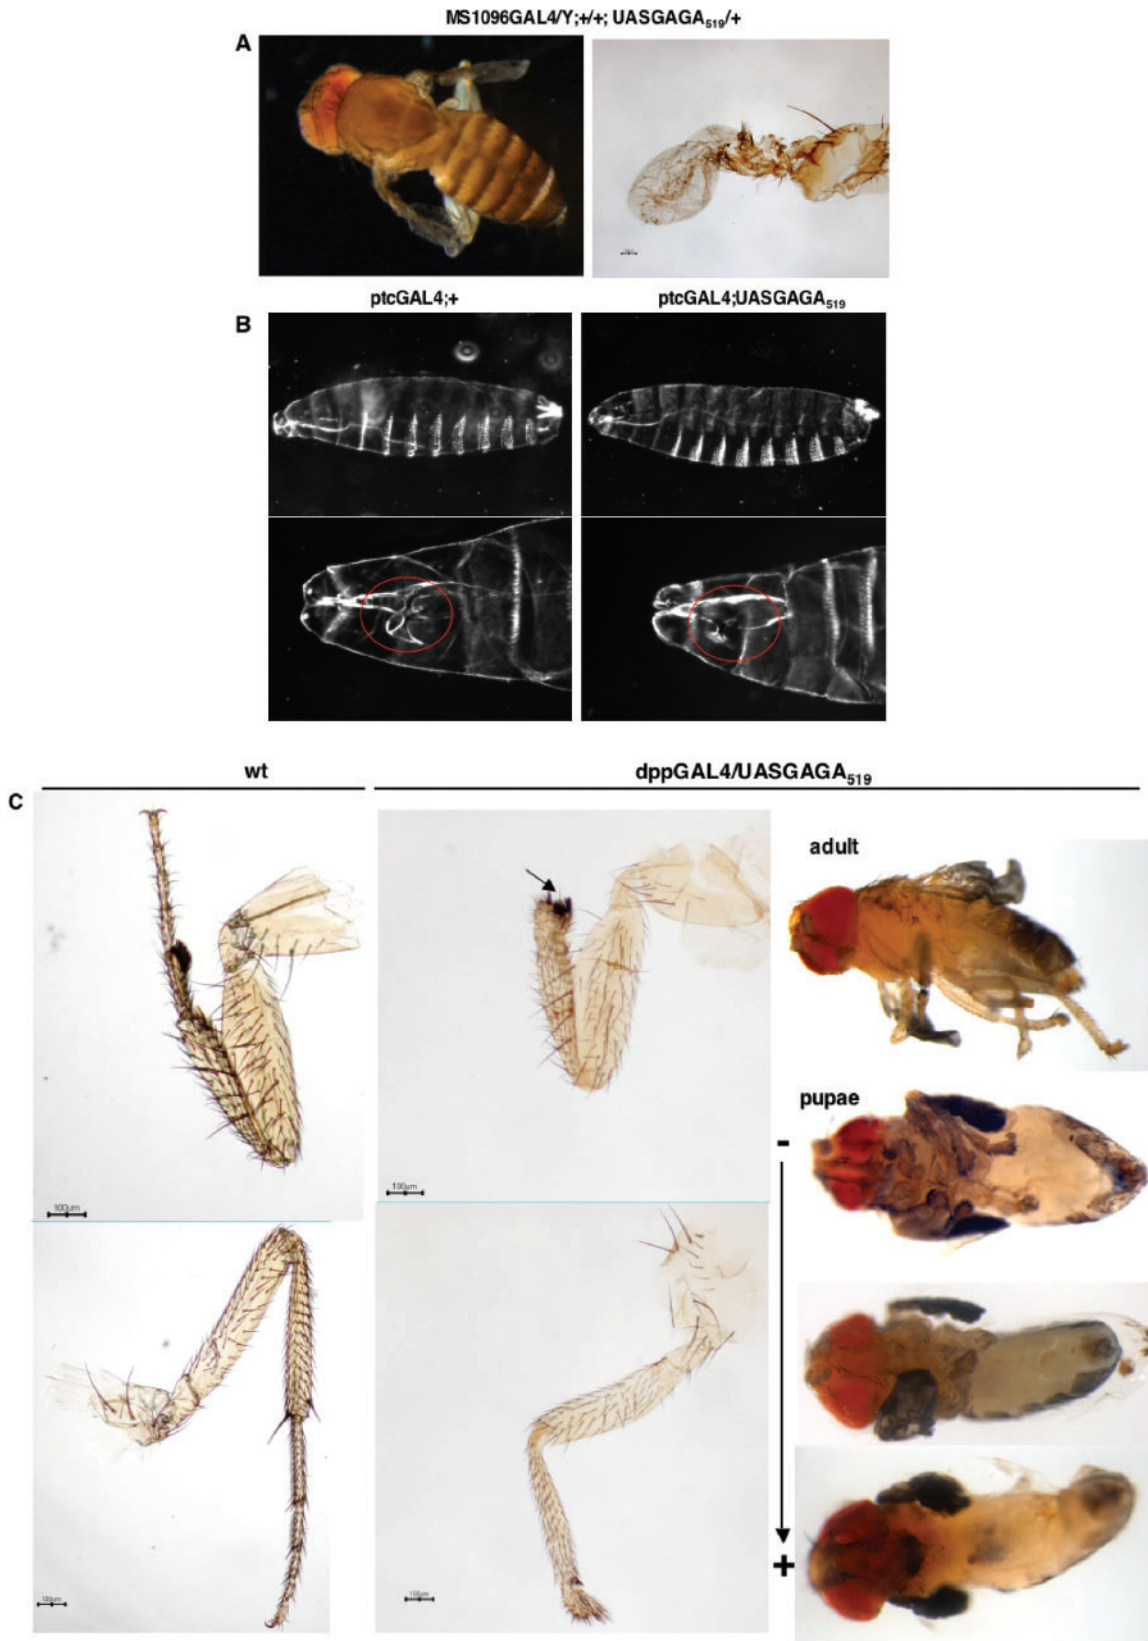 MS1096GAL4/Y;+/+; UASGAGA519/+
A
ptcGAL4;+
ptcGAL4;UASGAGA519
B
wt
dppGAL4/UASGAGA519
C
adult
pupae
-
100µm
100µm
100µm
100µm
+